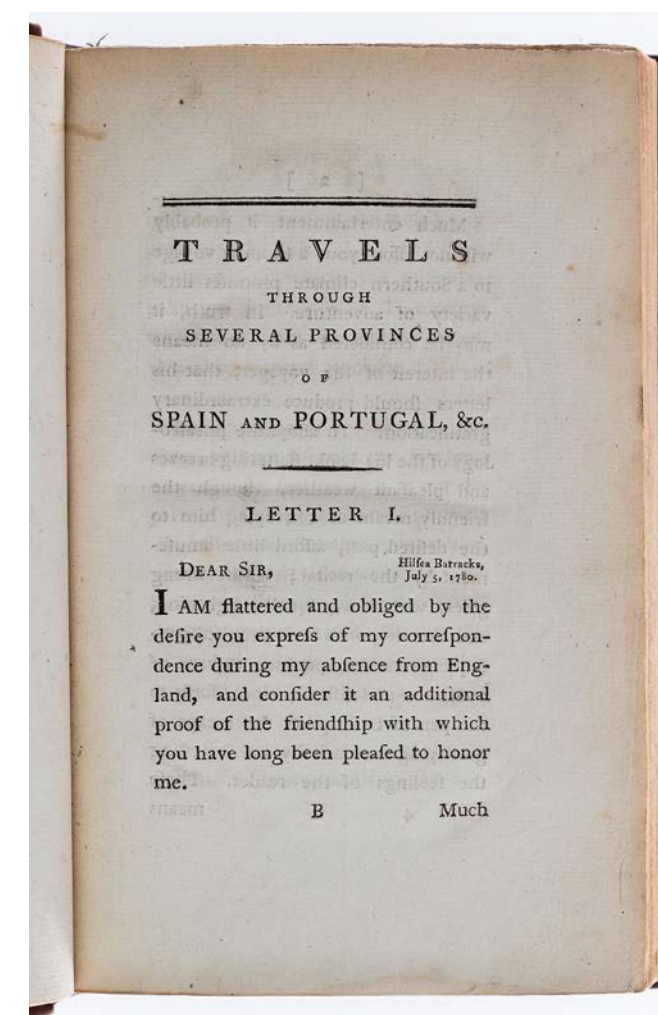 TRAVELS
THROUGH
SEVERAL PROVINCES
OF
SPAIN AND PORTUGAL, &c.
LETTER I.
DEAR SIR,
Hilſea Barracks,
July 5, 1780.
I AM flattered and obliged by the
deſire you expreſs of my correſpon-
dence during my abſence from Eng-
land, and conſider it an additional
proof of the friendſhip with which
you have long been pleaſed to honor
me.
B Much